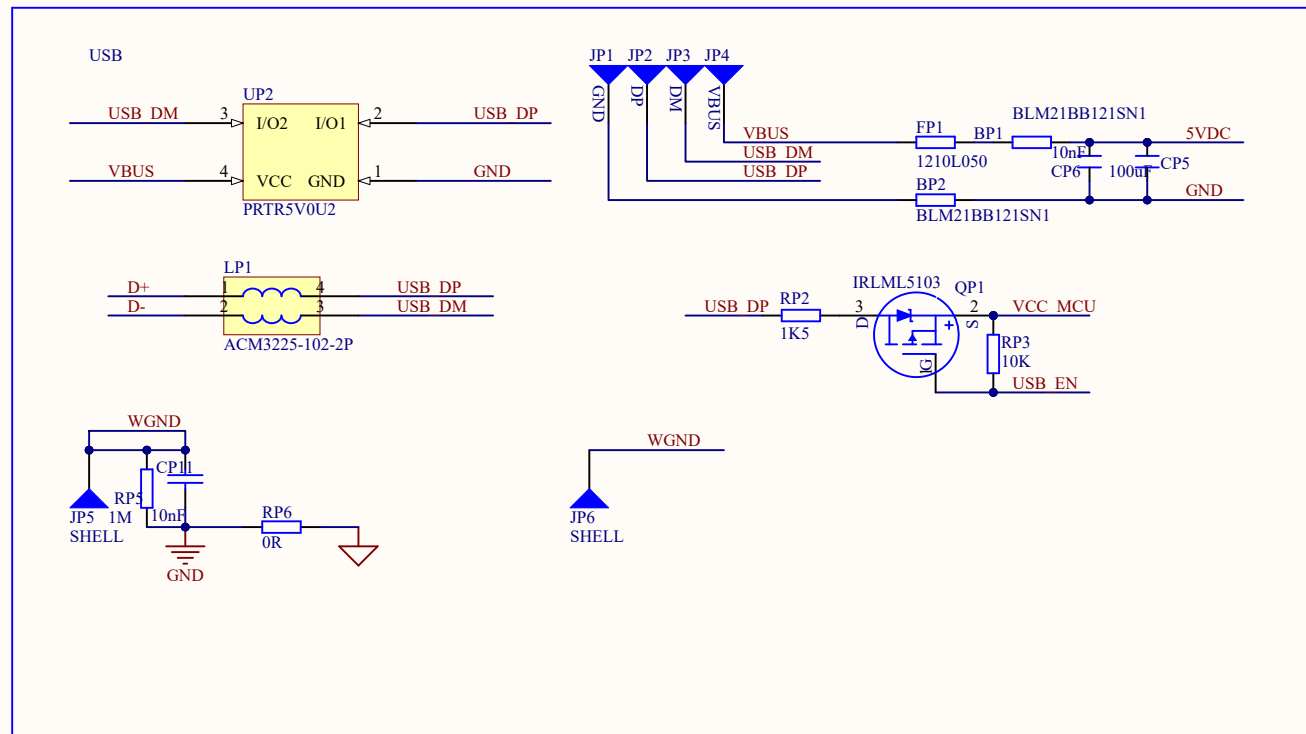 USB
JP1 JP2 JP3 JP4
GND DP DM VBUS
UP2
USB_DM 3 I/O2 I/O1 2 USB_DP
VBUS 4 VCC GND 1 GND
PRTR5V0U2
BLM21BB121SN1
VBUS FP1 BP1 5VDC
1210L050 10nF
USB_DM
CP6 100uF CP5
USB_DP
BP2 GND
BLM21BB121SN1
LP1
D+ 1 4 USB_DP
D- 2 3 USB_DM
ACM3225-102-2P
IRLML5103 QP1
USB_DP RP2 3 D 2 S VCC_MCU
1K5
RP3
10K
1G
USB_EN
WGND
CP11
RP5
1M 10nF
JP5
SHELL
RP6
0R
GND
WGND
JP6
SHELL